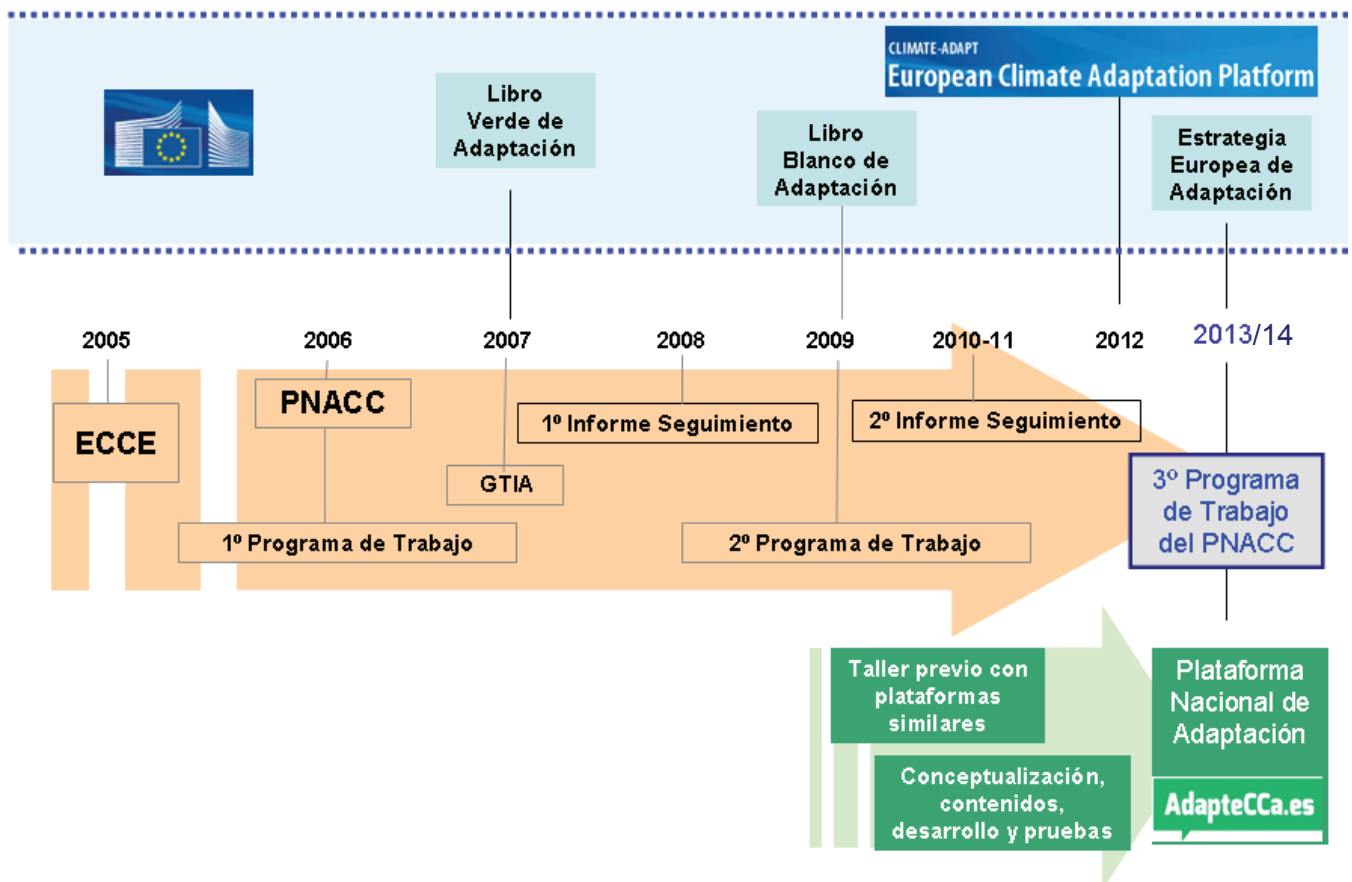 CLIMATE-ADAPT
European Climate Adaptation Platform
Libro
Verde de
Adaptación
Libro
Blanco de
Adaptación
Estrategia
Europea de
Adaptación
2005
2006
2007
2008
2009
2010-11
2012
2013/14
ECCE
PNACC
GTIA
1º Informe Seguimiento
2º Informe Seguimiento
1º Programa de Trabajo
2º Programa de Trabajo
3º Programa
de Trabajo
del PNACC
Taller previo con
plataformas
similares
Conceptualización,
contenidos,
desarrollo y pruebas
Plataforma
Nacional de
Adaptación
AdapteCCa.es